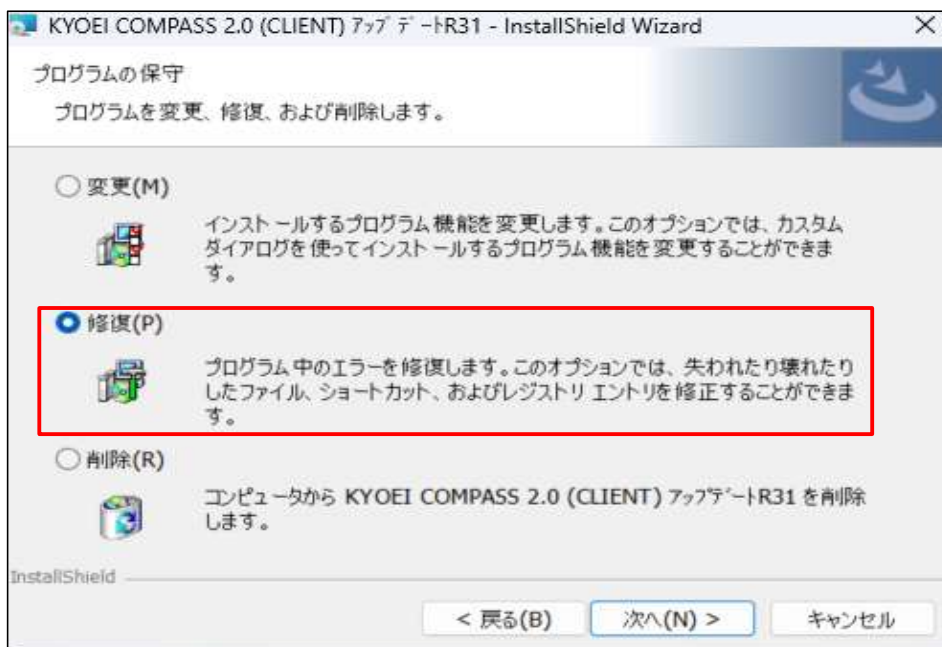 KYOEI COMPASS 2.0 (CLIENT) ｱｯﾌﾟﾃﾞｰﾄR31 - InstallShield Wizard
プログラムの保守
プログラムを変更、修復、および削除します。
変更(M)
インストールするプログラム機能を変更します。このオプションでは、カスタム
ダイアログを使ってインストールするプログラム機能を変更することができま
す。
修復(P)
プログラム中のエラーを修復します。このオプションでは、失われたり壊れたり
したファイル、ショートカット、およびレジストリ エントリを修正することができま
す。
削除(R)
コンピュータから KYOEI COMPASS 2.0 (CLIENT) ｱｯﾌﾟﾃﾞｰﾄR31 を削除
します。
InstallShield
< 戻る(B)
次へ(N) >
キャンセル